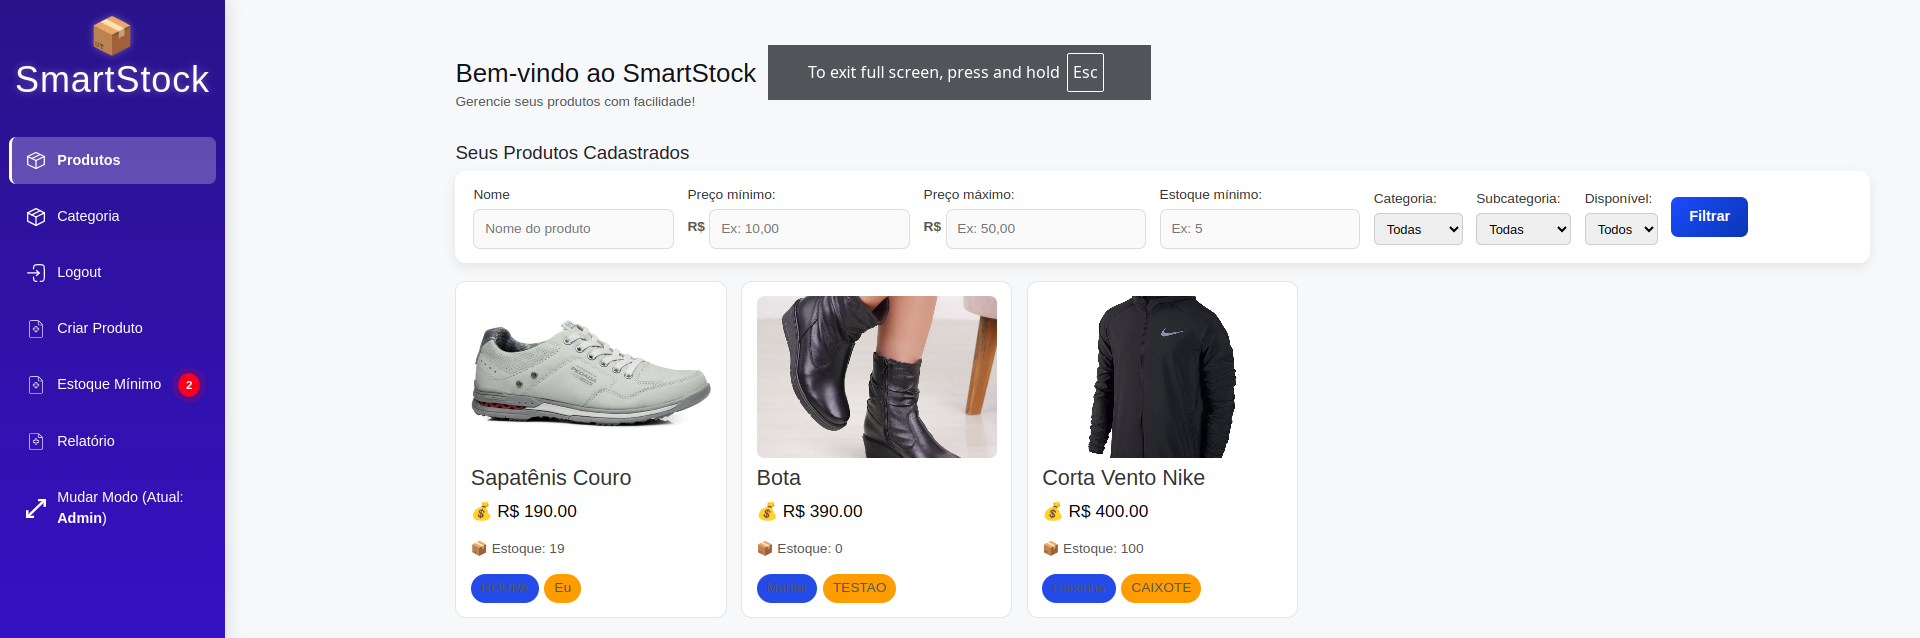 SmartStock
Produtos
Categoria
Logout
Criar Produto
Estoque Mínimo 2
Relatório
Mudar Modo (Atual:
Admin)
Bem-vindo ao SmartStock
Gerencie seus produtos com facilidade!
To exit full screen, press and hold Esc
Seus Produtos Cadastrados
Nome
Nome do produto
Preço mínimo:
R$ Ex: 10,00
Preço máximo:
R$ Ex: 50,00
Estoque mínimo:
Ex: 5
Categoria:
Todas
Subcategoria:
Todas
Disponível:
Todos
Filtrar
PEGADA
Sapatênis Couro
R$ 190.00
Estoque: 19
ROUPA Eu
Bota
R$ 390.00
Estoque: 0
TESTAO
Corta Vento Nike
R$ 400.00
Estoque: 100
CAIXOTE